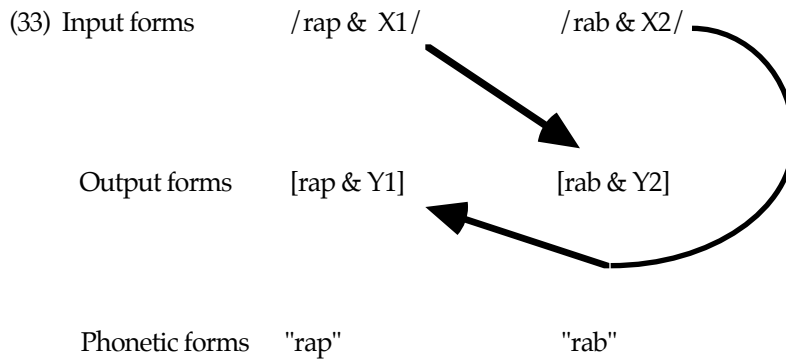 (33) Input forms /rap & X1/ /rab & X2/
Output forms [rap & Y1] [rab & Y2]
Phonetic forms "rap" "rab"